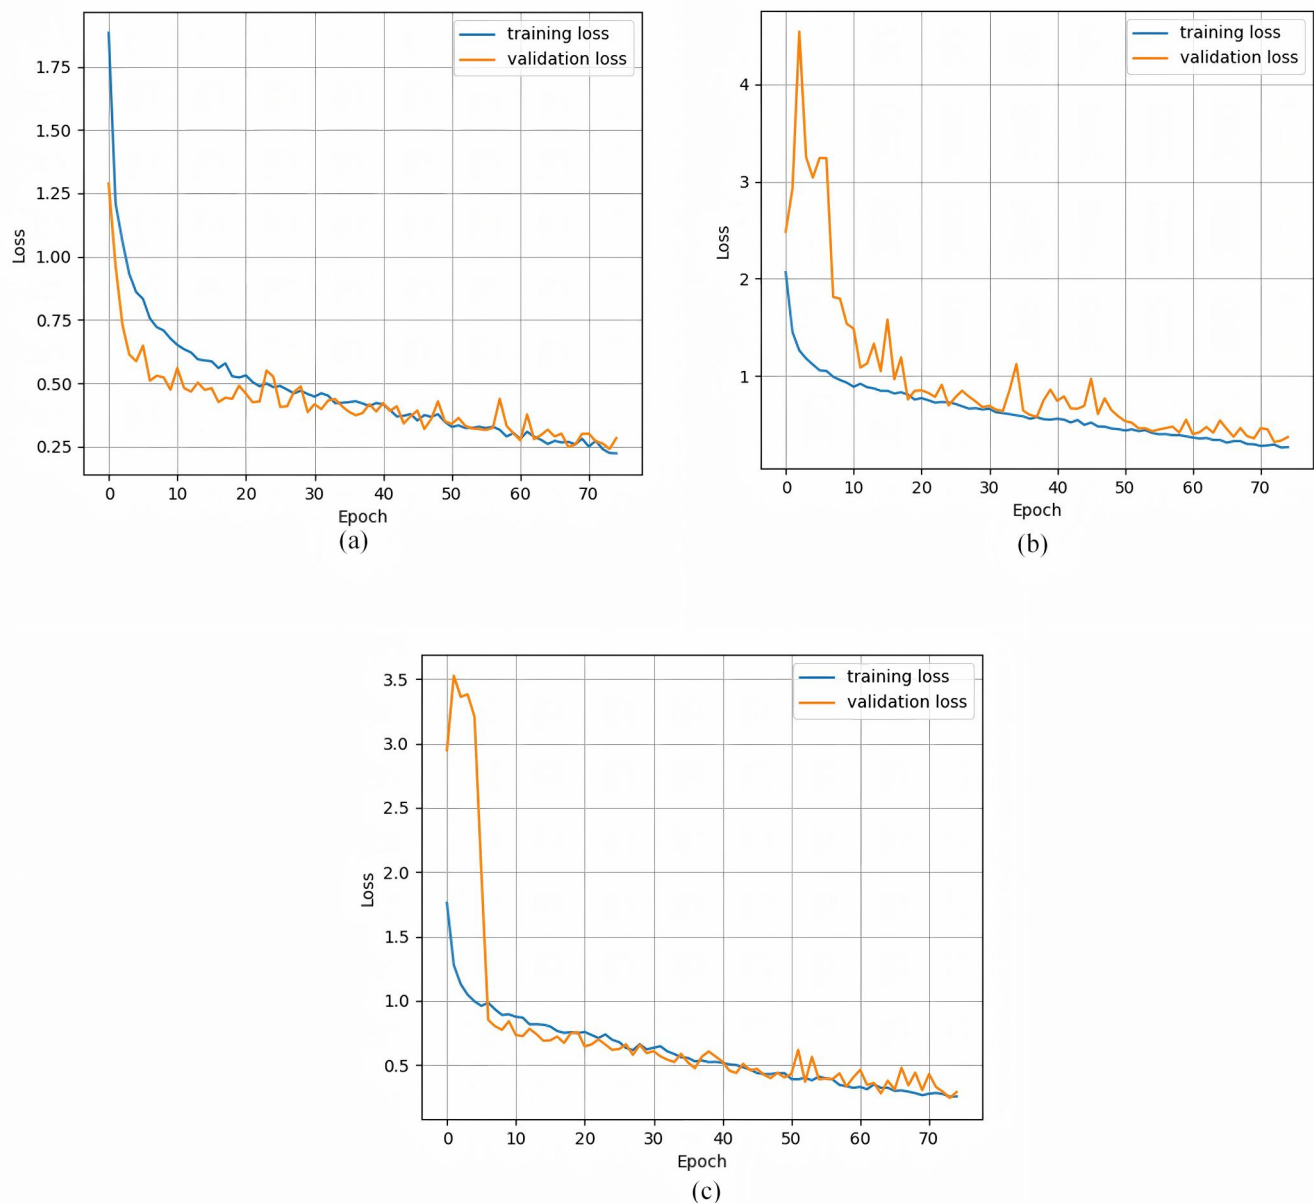 training loss
validation loss
1.75
1.50
1.25
1.00
0.75
0.50
0.25
Loss
0 10 20 30 40 50 60 70
Epoch
(a)
training loss
validation loss
4
3
2
1
Loss
0 10 20 30 40 50 60 70
Epoch
(b)
training loss
validation loss
3.5
3.0
2.5
2.0
1.5
1.0
0.5
Loss
0 10 20 30 40 50 60 70
Epoch
(c)